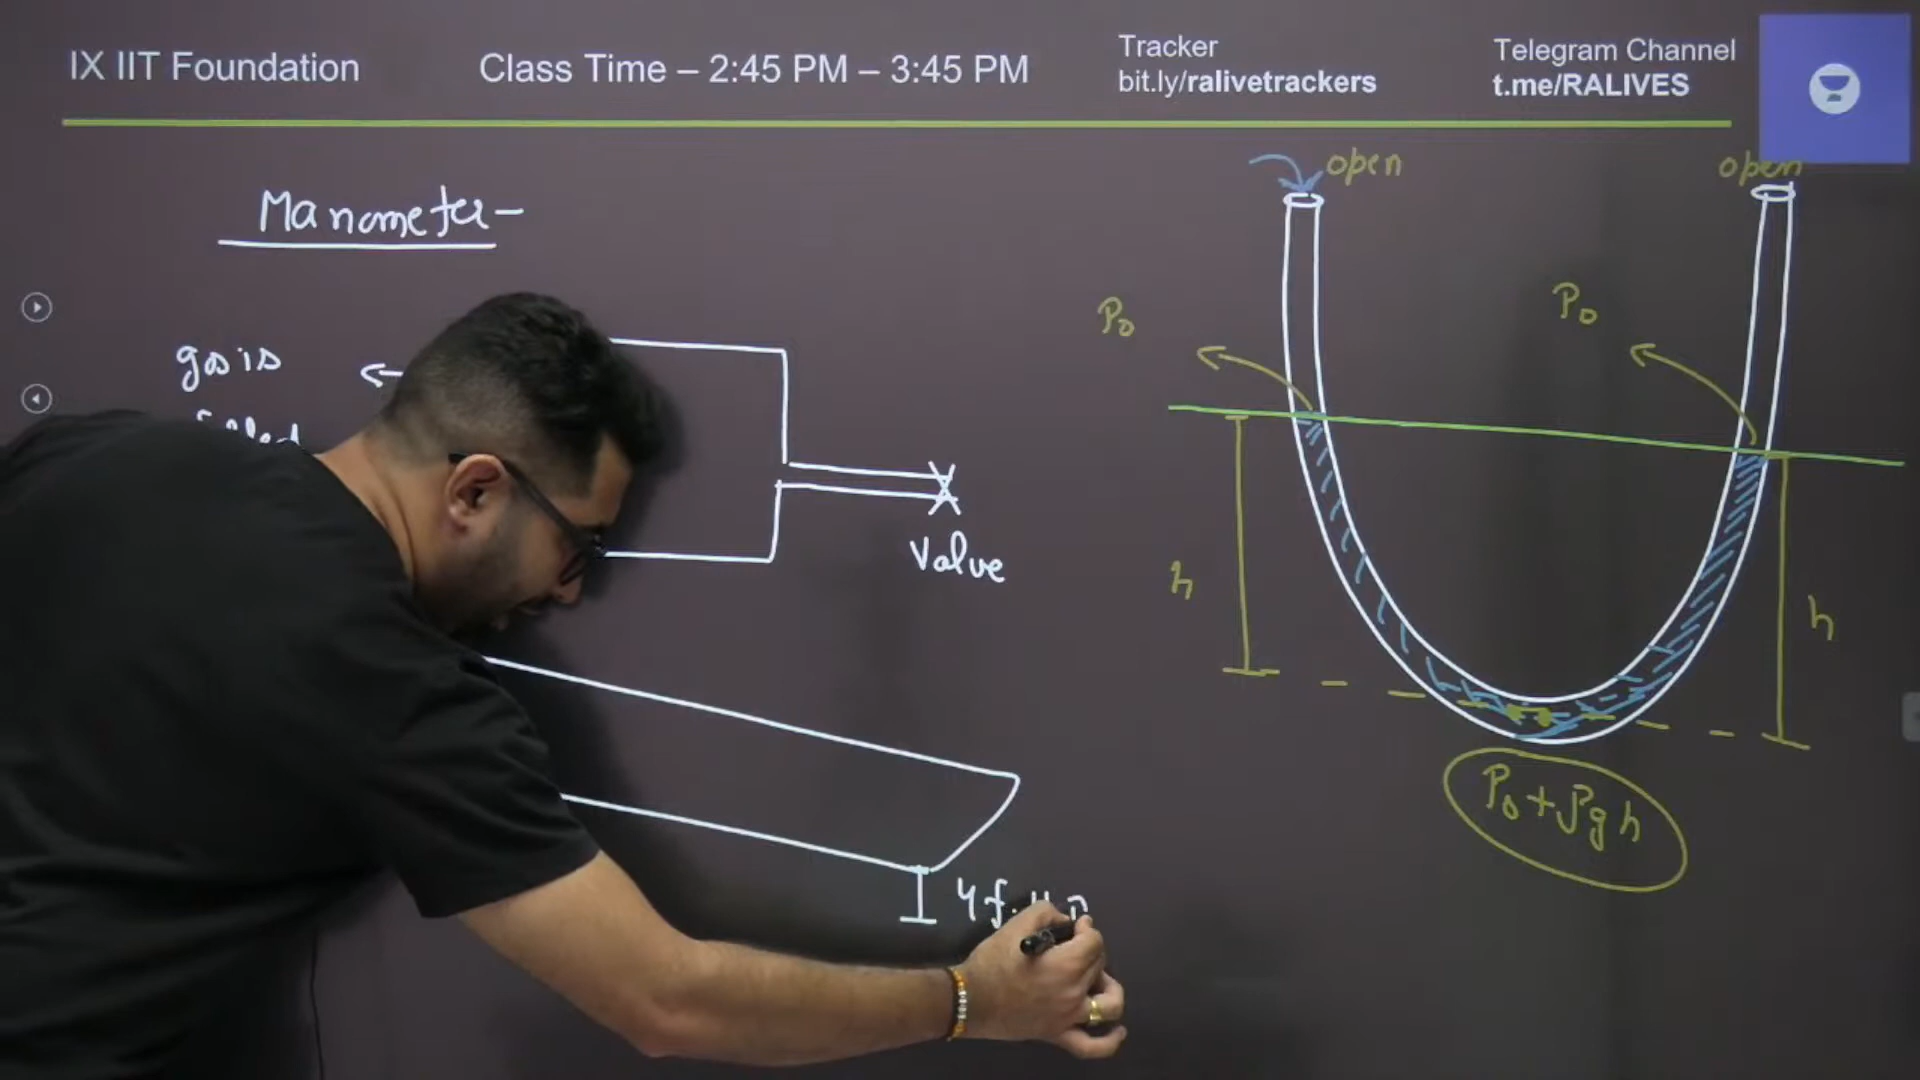 IX IIT Foundation
Class Time – 2:45 PM – 3:45 PM
Tracker
bit.ly/ralivetrackers
Telegram Channel
t.me/RALIVES
Manometer-
gas is
Valve
open
open
P₀
P₀
h
h
P₀+ρgh